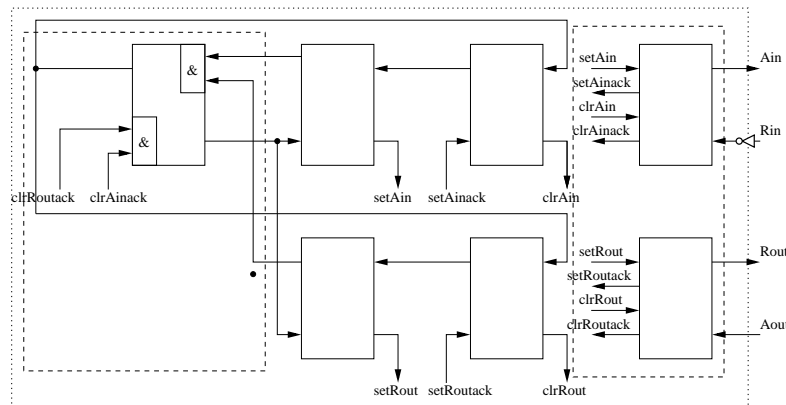 setAin
Ain
&
setAinack
clrAin
&
clrAinack
Rin
clrRoutack
clrAinack
setAin
setAinack
clrAin
setRout
Rout
setRoutack
clrRout
clrRoutack
Aout
setRout
setRoutack
clrRout